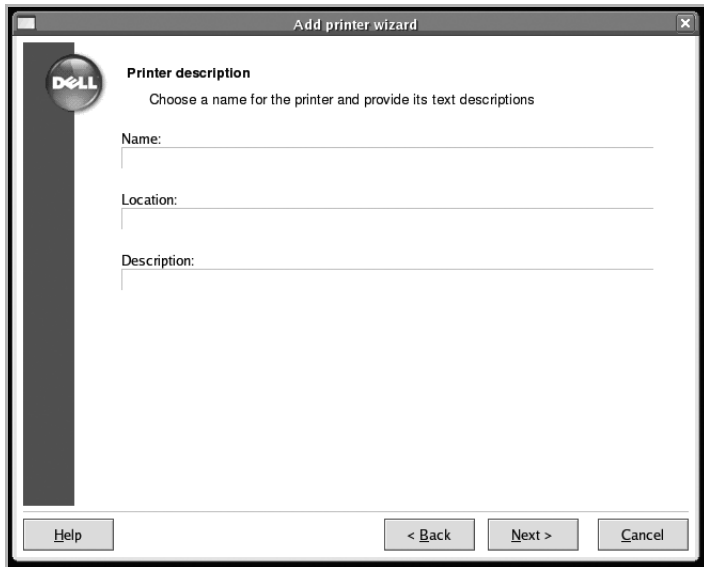 Add printer wizard
DELL
Printer description
Choose a name for the printer and provide its text descriptions
Name:
Location:
Description:
Help
< Back
Next >
Cancel